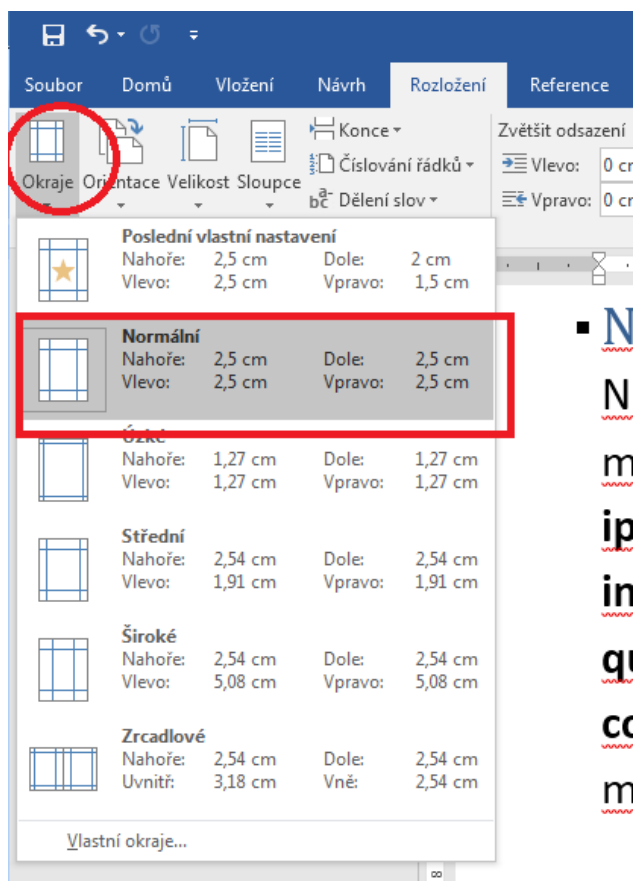 Soubor Domů Vložení Návrh Rozložení Reference
Okraje Orientace Velikost Sloupce
Konce
Číslování řádků
Dělení slov
Zvětšit odsazení
Vlevo: 0 cm
Vpravo: 0 cm
Poslední vlastní nastavení
Nahoře: 2,5 cm Dole: 2 cm
Vlevo: 2,5 cm Vpravo: 1,5 cm
Normální
Nahoře: 2,5 cm Dole: 2,5 cm
Vlevo: 2,5 cm Vpravo: 2,5 cm
Úzké
Nahoře: 1,27 cm Dole: 1,27 cm
Vlevo: 1,27 cm Vpravo: 1,27 cm
Střední
Nahoře: 2,54 cm Dole: 2,54 cm
Vlevo: 1,91 cm Vpravo: 1,91 cm
Široké
Nahoře: 2,54 cm Dole: 2,54 cm
Vlevo: 5,08 cm Vpravo: 5,08 cm
Zrcadlové
Nahoře: 2,54 cm Dole: 2,54 cm
Uvnitř: 3,18 cm Vně: 2,54 cm
Vlastní okraje...